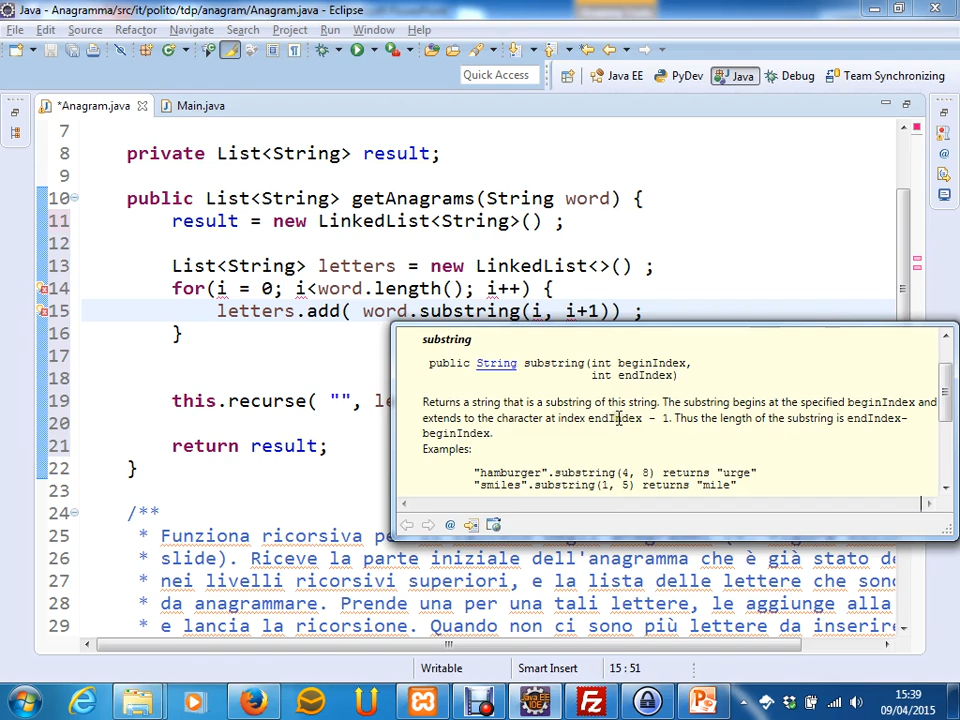 Java - Anagramma/src/it/polito/tdp/anagram/Anagram.java - Eclipse
File Edit Source Refactor Navigate Search Project Run Window Help
Quick Access Java EE PyDev Java Debug Team Synchronizing
*Anagram.java Main.java
7
8 private List<String> result;
9
10 public List<String> getAnagrams(String word) {
11 result = new LinkedList<String>() ;
12
13 List<String> letters = new LinkedList<>() ;
14 for(i = 0; i<word.length(); i++) {
15 letters.add( word.substring(i, i+1)) ;
16 }
17
18
19 this.recurse( "", le
20
21 return result;
22 }
23
24 /**
25 * Funziona ricorsiva pe
26 * slide). Riceve la parte iniziale dell'anagramma che è già stato de
27 * nei livelli ricorsivi superiori, e la lista delle lettere che sono
28 * da anagrammare. Prende una per una tali lettere, le aggiunge alla
29 * e lancia la ricorsione. Quando non ci sono più lettere da inserire
substring
public String substring(int beginIndex,
int endIndex)
Returns a string that is a substring of this string. The substring begins at the specified beginIndex and
extends to the character at index endIndex - 1. Thus the length of the substring is endIndex-
beginIndex.
Examples:
"hamburger".substring(4, 8) returns "urge"
"smiles".substring(1, 5) returns "mile"
Writable Smart Insert 15 : 51
15:39
09/04/2015